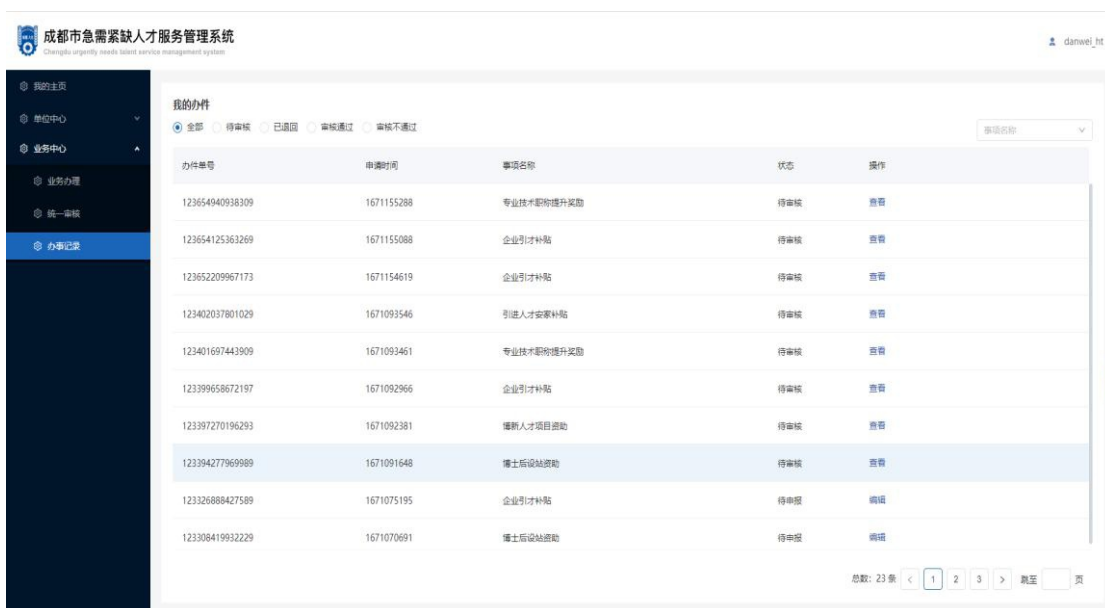 成都市急需紧缺人才服务管理系统
Chengdu urgently needs talent service management system
danwei_ht
我的主页
单位中心
业务中心
业务办理
统一审核
办事记录
我的办件
全部 待审核 已退回 审核通过 审核不通过
事项名称
办件单号 申请时间 事项名称 状态 操作
123654940938309 1671155288 专业技术职称提升奖励 待审核 查看
123654125363269 1671155088 企业引才补贴 待审核 查看
123652209967173 1671154619 企业引才补贴 待审核 查看
123402037801029 1671093546 引进人才安家补贴 待审核 查看
123401697443909 1671093461 专业技术职称提升奖励 待审核 查看
123399658672197 1671092966 企业引才补贴 待审核 查看
123397270196293 1671092381 博新人才项目资助 待审核 查看
123394277969989 1671091648 博士后设站资助 待审核 查看
123326888427589 1671075195 企业引才补贴 待申报 编辑
123308419932229 1671070691 博士后设站资助 待申报 编辑
总数: 23 条 < 1 2 3 > 跳至 页